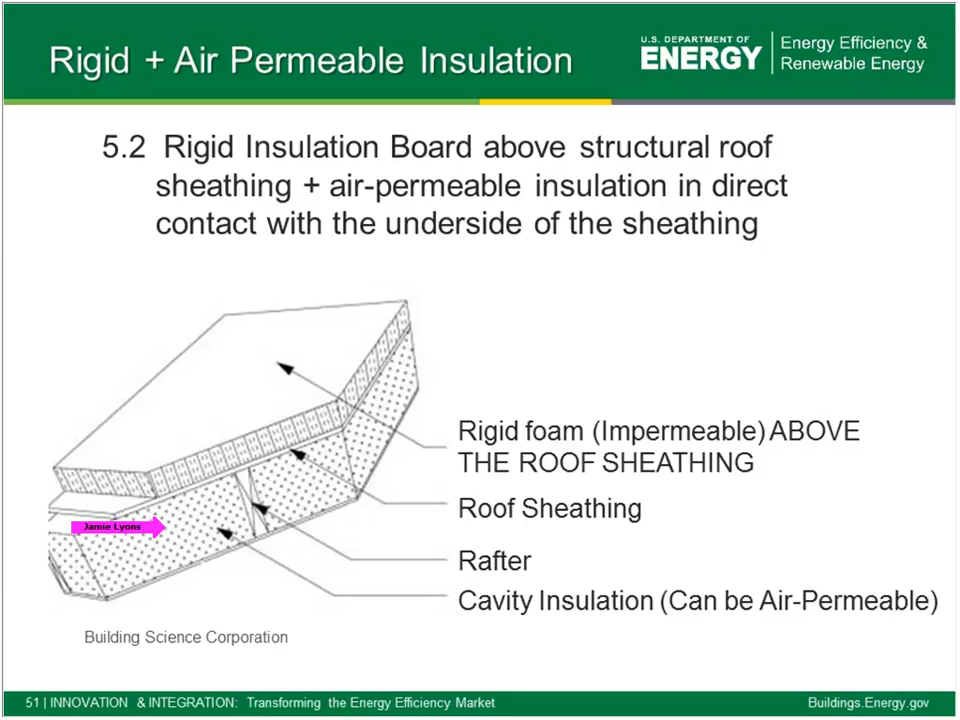 Rigid + Air Permeable Insulation
U.S. DEPARTMENT OF
ENERGY
Energy Efficiency &
Renewable Energy
5.2 Rigid Insulation Board above structural roof
sheathing + air-permeable insulation in direct
contact with the underside of the sheathing
Rigid foam (Impermeable) ABOVE
THE ROOF SHEATHING
Roof Sheathing
Jamie Lyons
Rafter
Cavity Insulation (Can be Air-Permeable)
Building Science Corporation
51 | INNOVATION & INTEGRATION: Transforming the Energy Efficiency Market
Buildings.Energy.gov